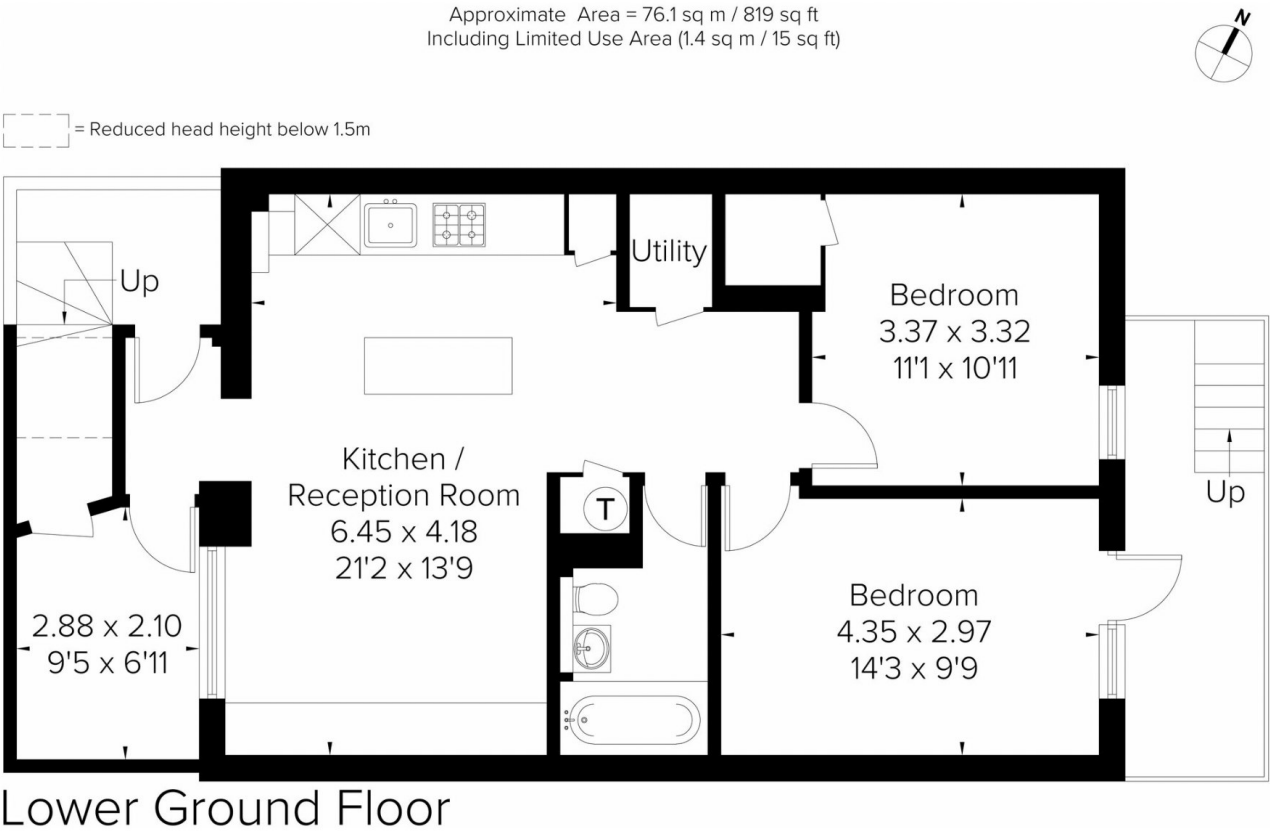 Approximate Area = 76.1 sq m / 819 sq ft
Including Limited Use Area (1.4 sq m / 15 sq ft)
N
= Reduced head height below 1.5m
Up
Utility
Bedroom
3.37 x 3.32
11'1 x 10'11
Kitchen /
Reception Room
6.45 x 4.18
21'2 x 13'9
T
Up
2.88 x 2.10
9'5 x 6'11
Bedroom
4.35 x 2.97
14'3 x 9'9
Lower Ground Floor